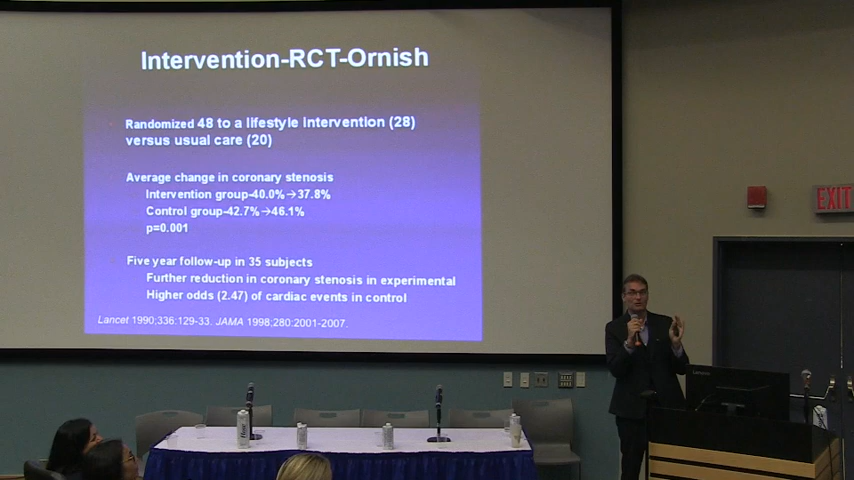 Intervention-RCT-Ornish
Randomized 48 to a lifestyle intervention (28)
versus usual care (20)
Average change in coronary stenosis
Intervention group-40.0%→37.8%
Control group-42.7%→46.1%
p=0.001
Five year follow-up in 35 subjects
Further reduction in coronary stenosis in experimental
Higher odds (2.47) of cardiac events in control
Lancet 1990;336:129-33. JAMA 1998;280:2001-2007.
EXIT
Lenovo